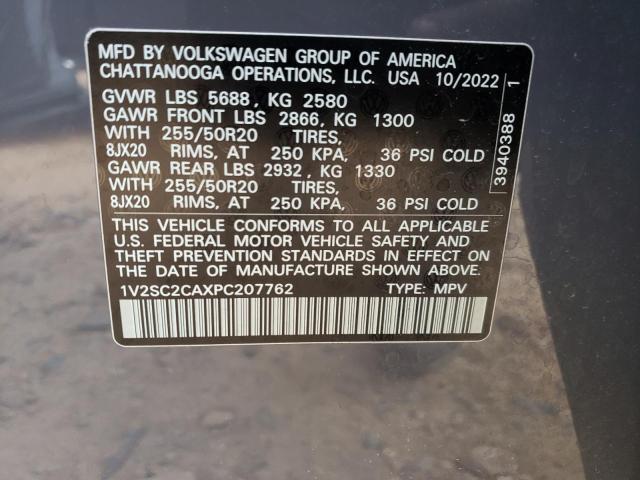 MFD BY VOLKSWAGEN GROUP OF AMERICA
CHATTANOOGA OPERATIONS, LLC. USA 10/2022
GVWR LBS 5688, KG 2580
GAWR FRONT LBS 2866, KG 1300
WITH 255/50R20 TIRES,
8JX20 RIMS, AT 250 KPA, 36 PSI COLD
GAWR REAR LBS 2932, KG 1330
WITH 255/50R20 TIRES,
8JX20 RIMS, AT 250 KPA, 36 PSI COLD
THIS VEHICLE CONFORMS TO ALL APPLICABLE
U.S. FEDERAL MOTOR VEHICLE SAFETY AND
THEFT PREVENTION STANDARDS IN EFFECT ON
THE DATE OF MANUFACTURE SHOWN ABOVE.
1V2SC2CAXPC207762 TYPE: MPV
3940388 1